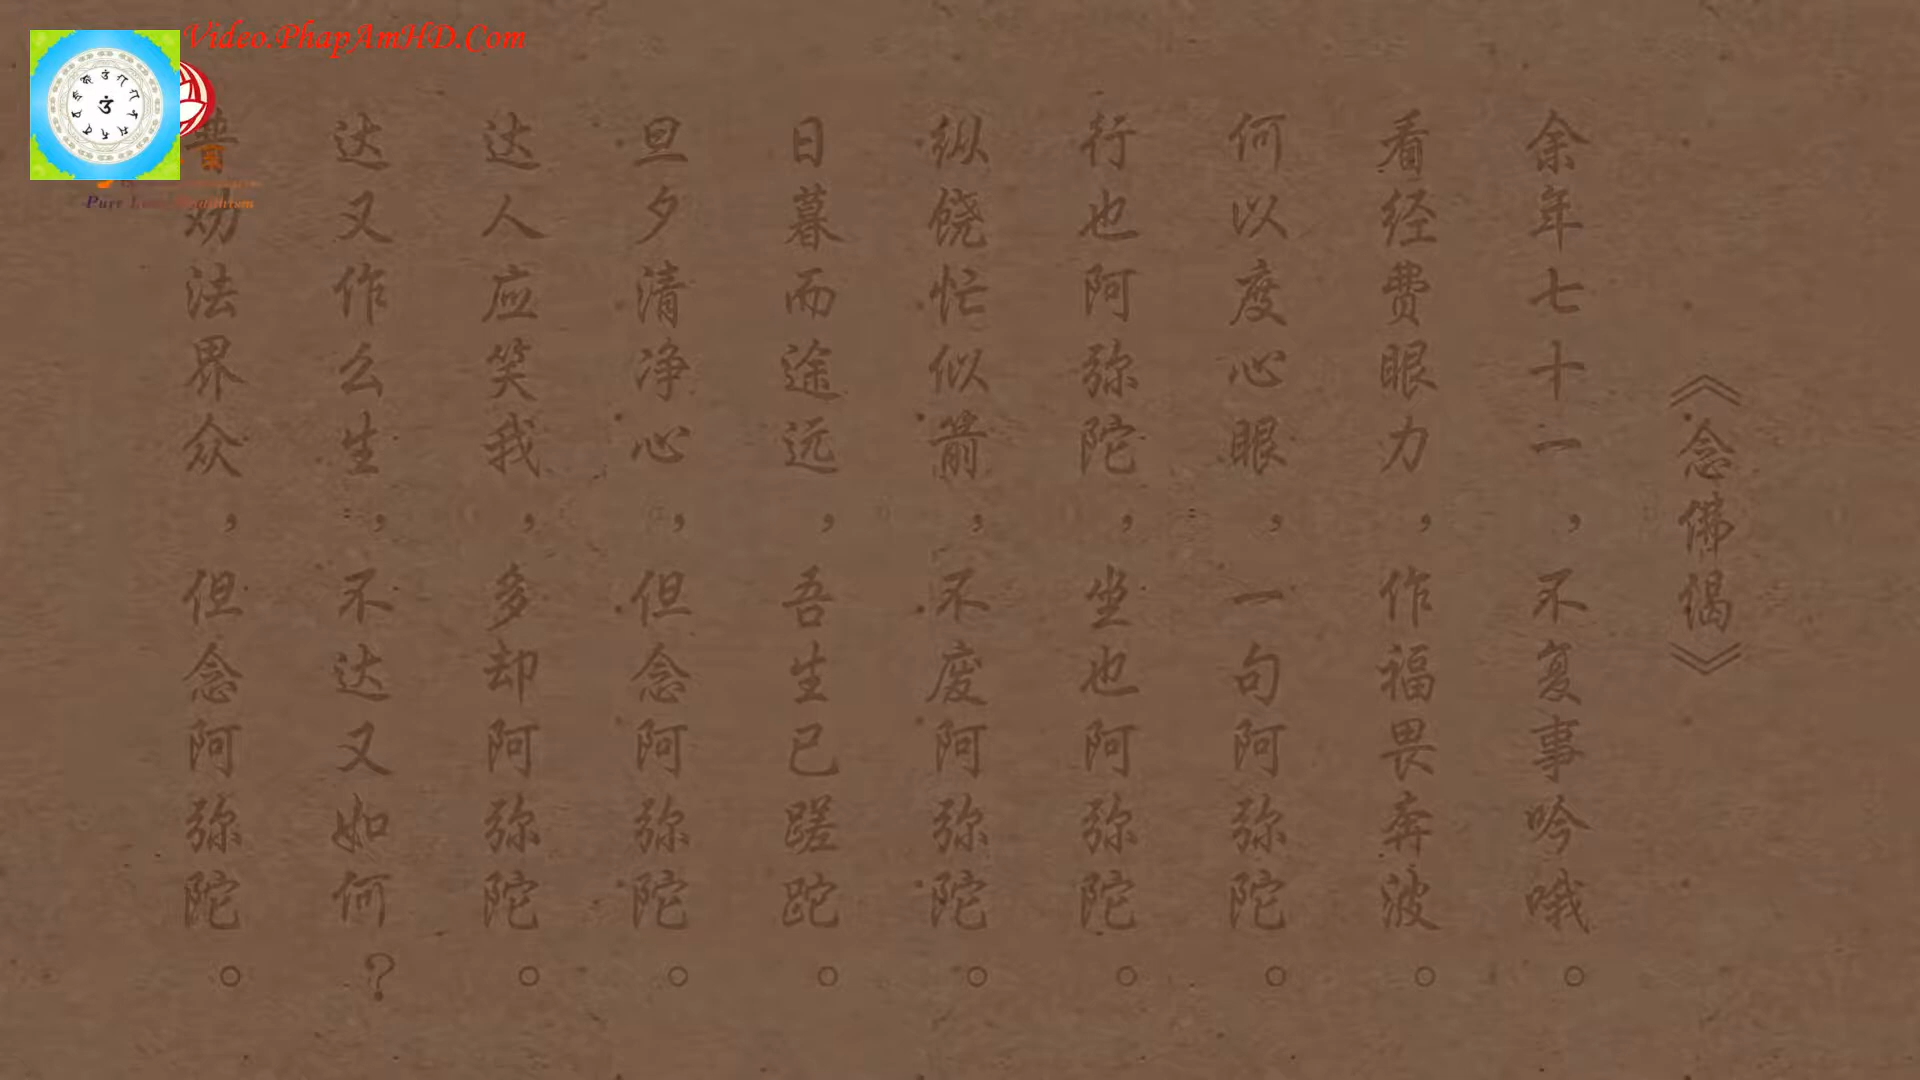 Video.PhapAmHD.Com
《念佛偈》
余年七十一，不复事吟哦。
看经费眼力，作福畏奔波。
何以度心眼，一句阿弥陀。
行也阿弥陀，坐也阿弥陀。
纵饶忙似箭，不废阿弥陀。
日暮而途远，吾生已蹉跎。
旦夕清净心，但念阿弥陀。
达人应笑我，多却阿弥陀。
达又作么生，不达又如何？
普劝法界众，但念阿弥陀。